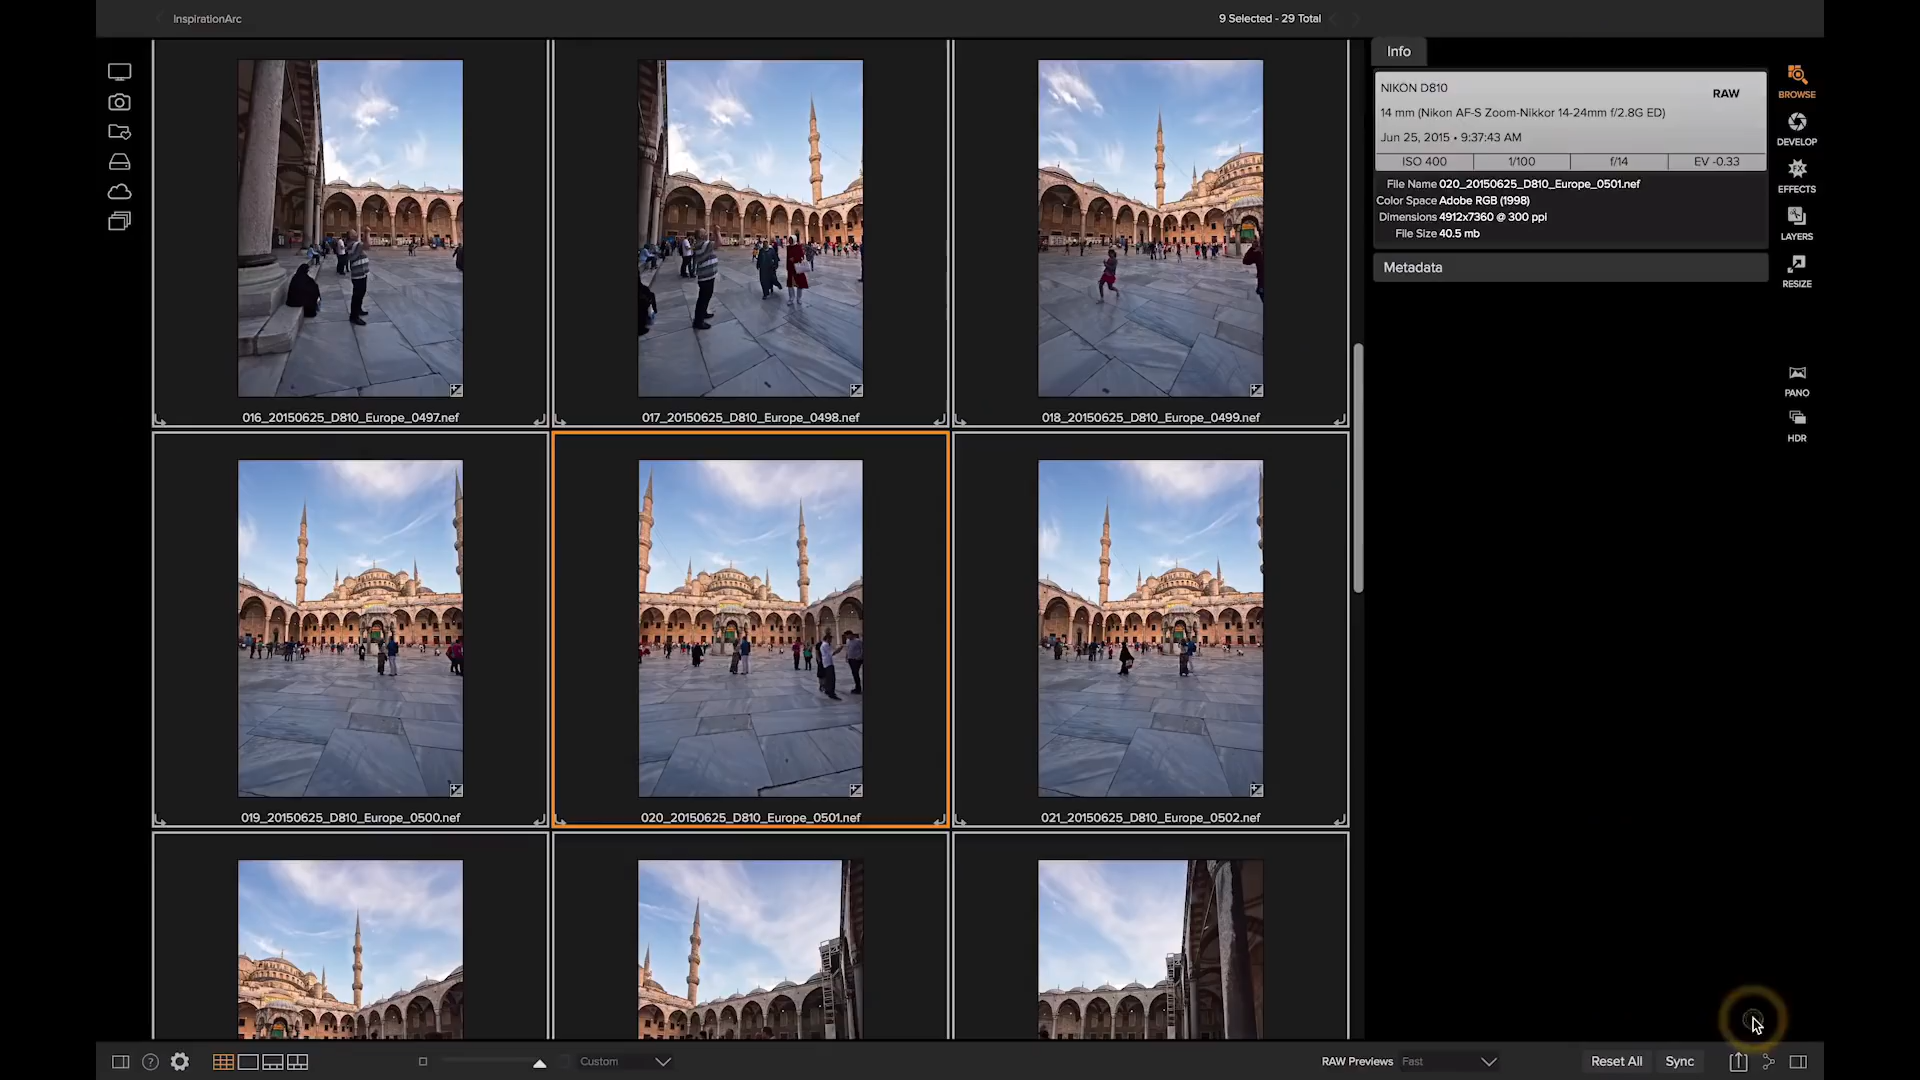 InspirationArc
9 Selected - 29 Total
Info
NIKON D810
RAW
14 mm (Nikon AF-S Zoom-Nikkor 14-24mm f/2.8G ED)
Jun 25, 2015 • 9:37:43 AM
ISO 400
1/100
f/14
EV -0.33
File Name 020_20150625_D810_Europe_0501.nef
Color Space Adobe RGB (1998)
Dimensions 4912x7360 @ 300 ppi
File Size 40.5 mb
Metadata
BROWSE
DEVELOP
FX
EFFECTS
LAYERS
RESIZE
PANO
HDR
016_20150625_D810_Europe_0497.nef
017_20150625_D810_Europe_0498.nef
018_20150625_D810_Europe_0499.nef
019_20150625_D810_Europe_0500.nef
020_20150625_D810_Europe_0501.nef
021_20150625_D810_Europe_0502.nef
?
Custom
RAW Previews Fast
Reset All
Sync